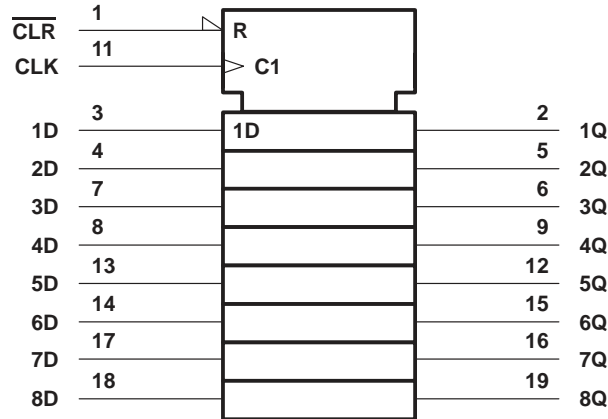 CLR 1 R
CLK 11 C1
1D 3 1D 2 1Q
2D 4 5 2Q
3D 7 6 3Q
4D 8 9 4Q
5D 13 12 5Q
6D 14 15 6Q
7D 17 16 7Q
8D 18 19 8Q